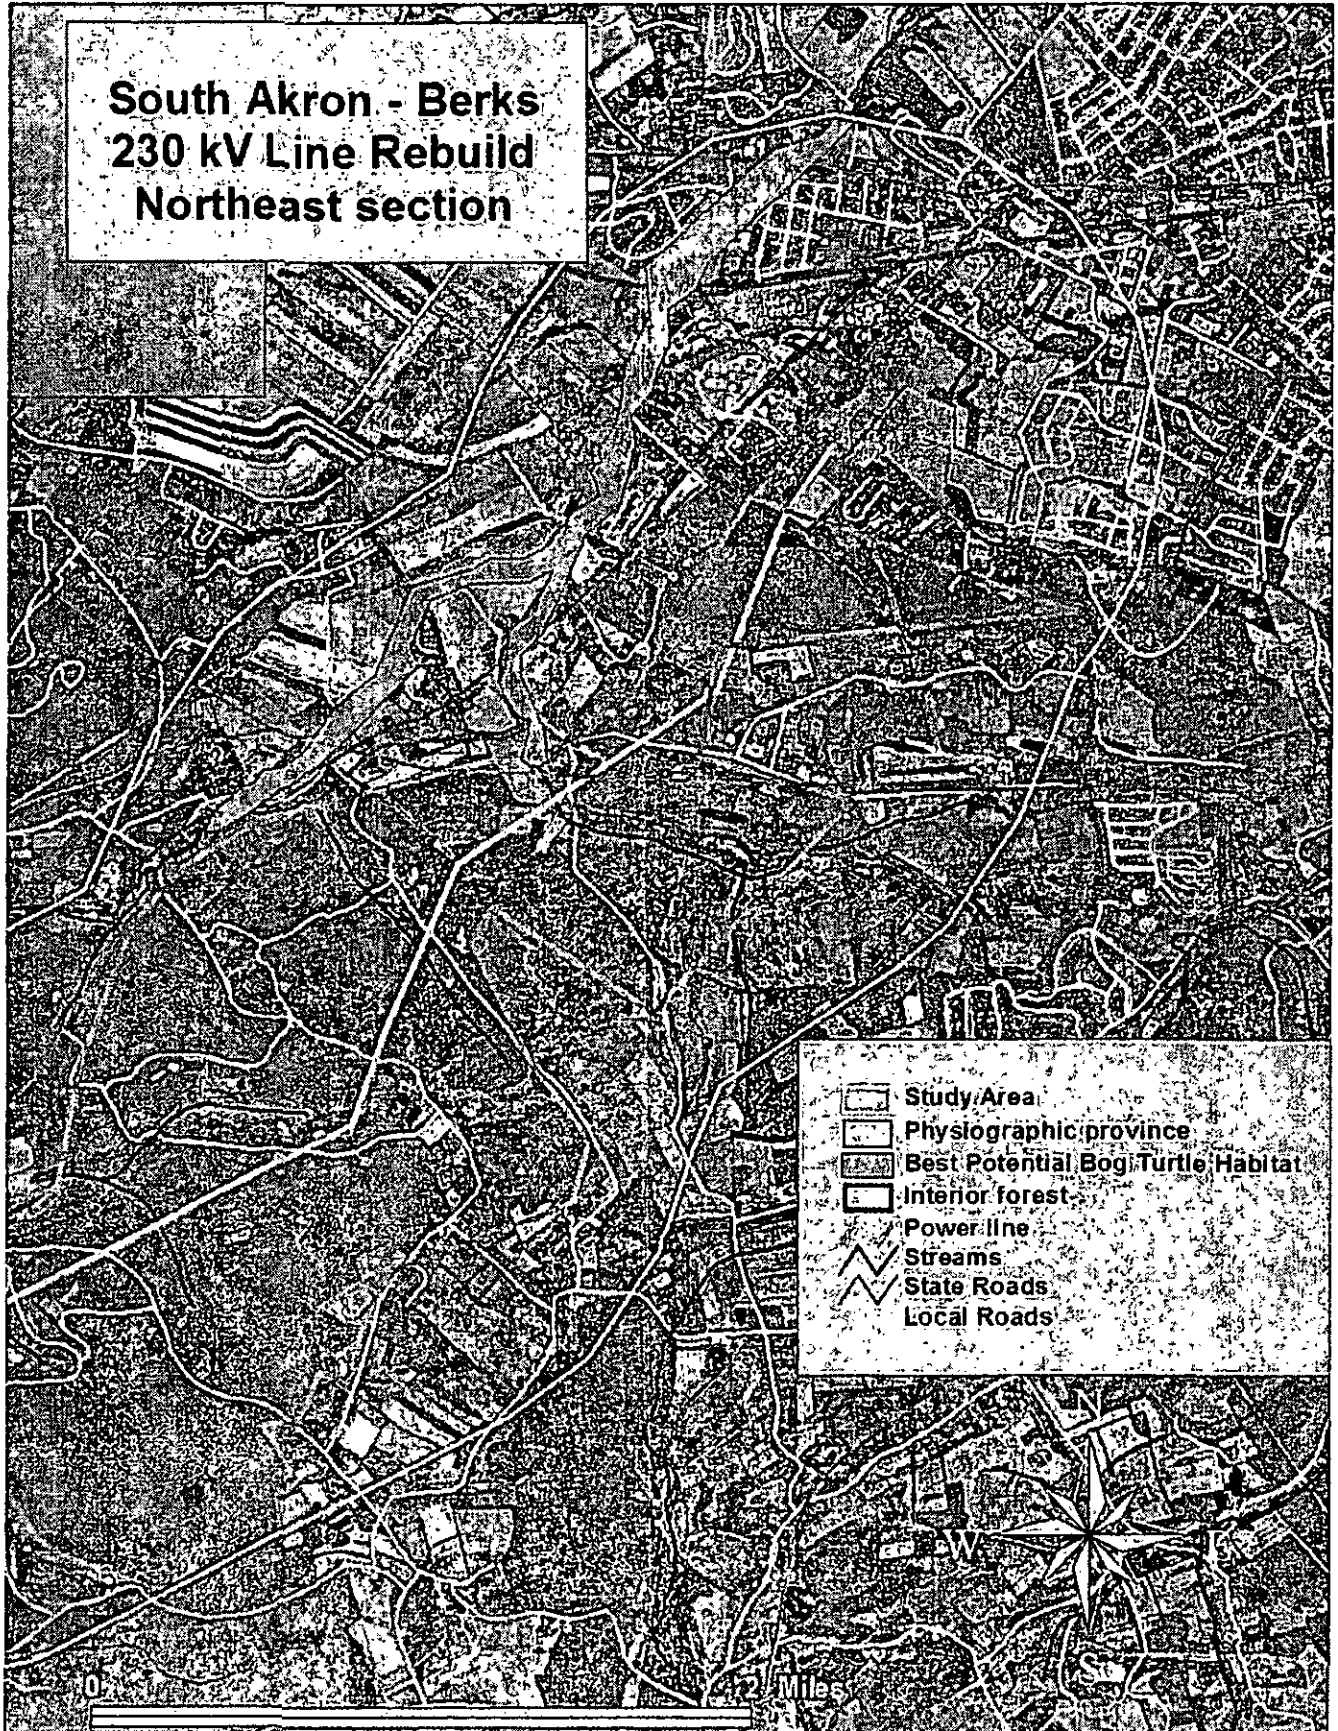 South Akron - Berks
230 kV Line Rebuild
Northeast section
Study Area
Physiographic province
Best Potential Bog Turtle Habitat
Interior forest
Power line
Streams
State Roads
Local Roads
W
S
0 2 Miles